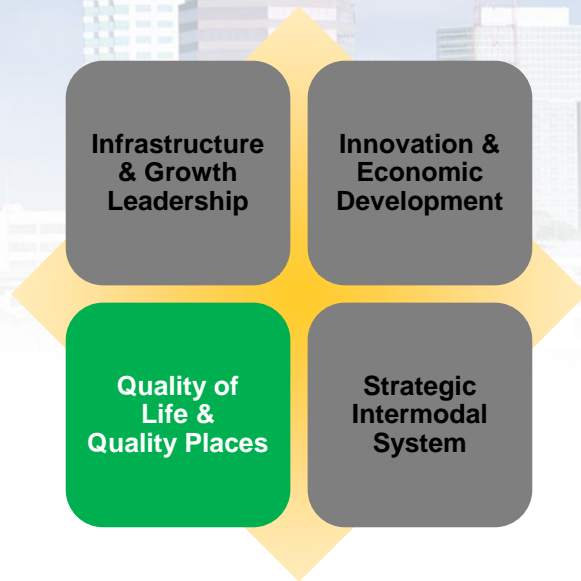 Infrastructure
& Growth
Leadership
Innovation &
Economic
Development
Quality of
Life &
Quality Places
Strategic
Intermodal
System